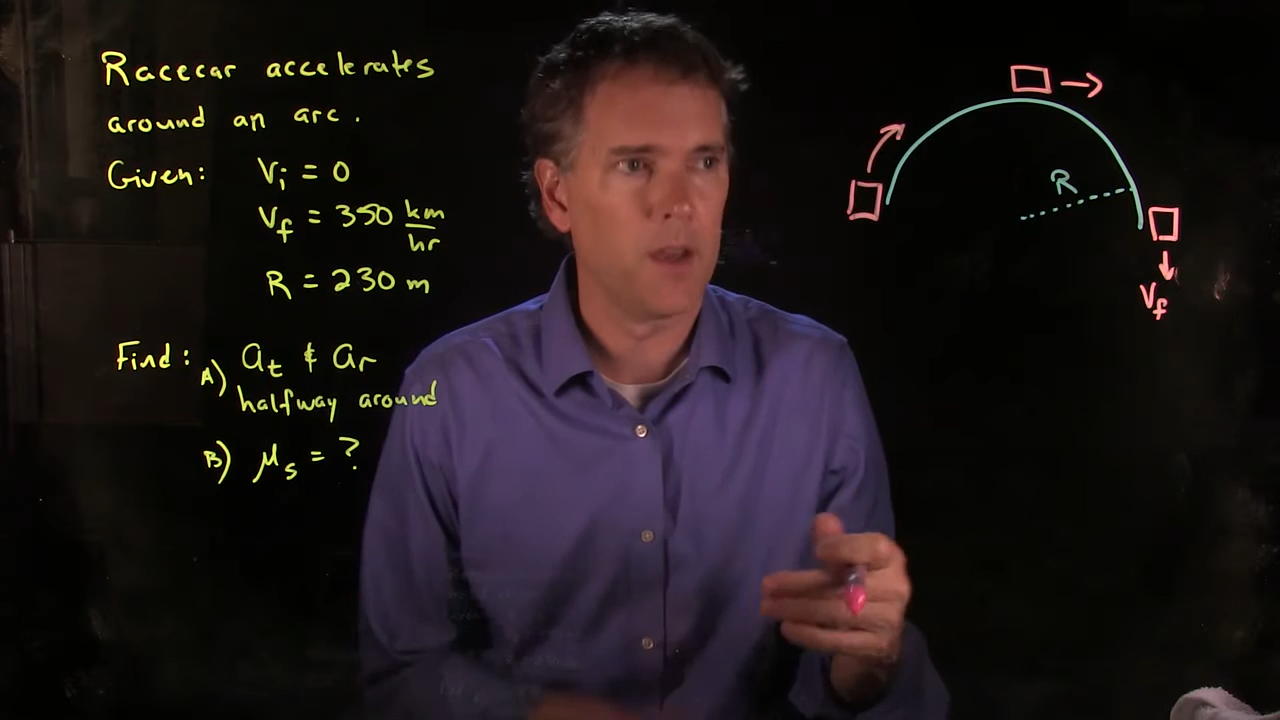 Racecar accelerates
around an arc.
Given: Vi = 0
Vf = 350 km/hr
R = 230 m
Find: A) at & ar
halfway around
B) μs = ?
R
Vf